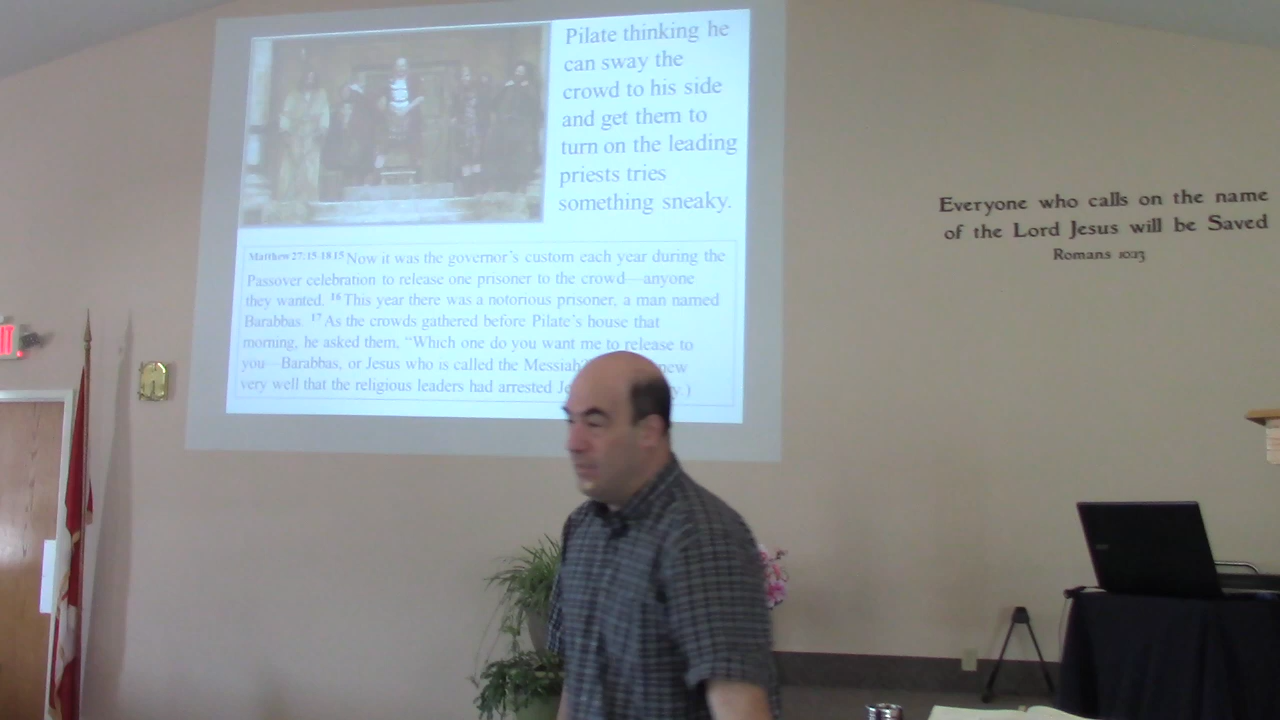 Pilate thinking he
can sway the
crowd to his side
and get them to
turn on the leading
priests tries
something sneaky.
Matthew 27:15-18 15 Now it was the governor's custom each year during the
Passover celebration to release one prisoner to the crowd—anyone
they wanted. 16 This year there was a notorious prisoner, a man named
Barabbas. 17 As the crowds gathered before Pilate's house that
morning, he asked them, "Which one do you want me to release to
you—Barabbas, or Jesus who is called the Messiah?
very well that the religious leaders had arrested
Everyone who calls on the name
of the Lord Jesus will be Saved
Romans 10:13